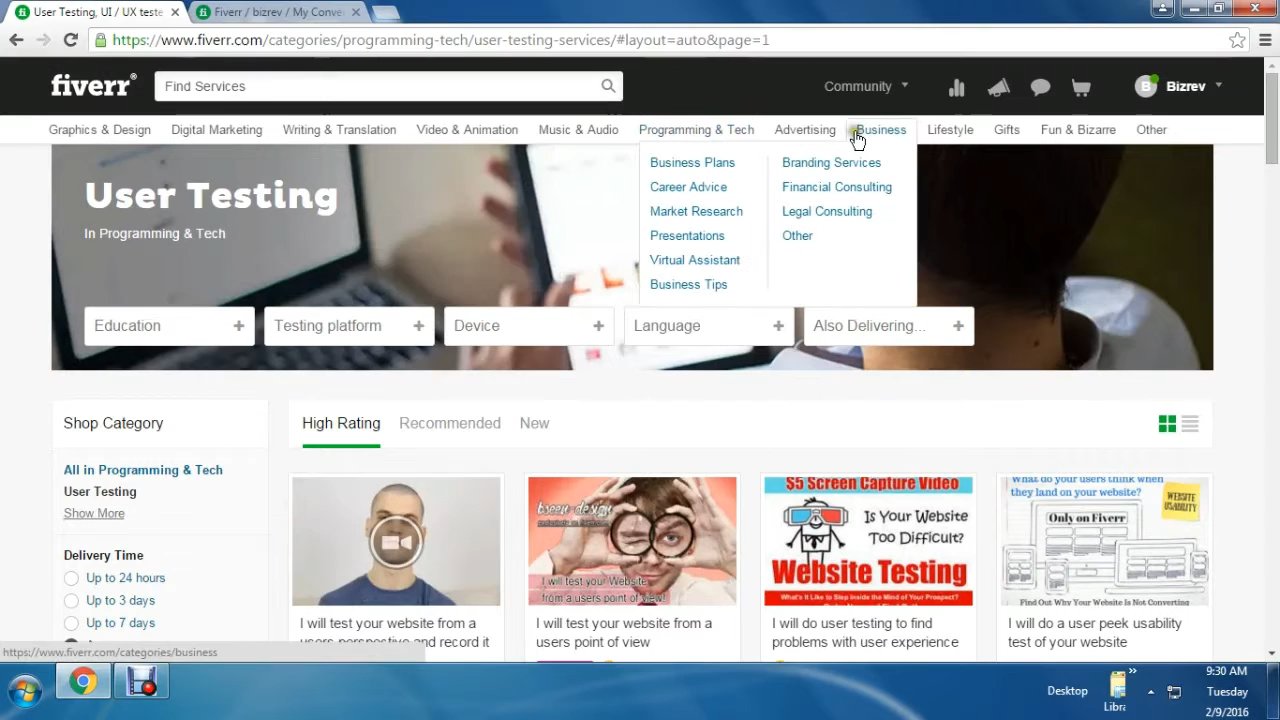 User Testing, UI / UX teste
Fiverr / bizrev / My Conve
https://www.fiverr.com/categories/programming-tech/user-testing-services/#layout=auto&page=1
fiverr®
Find Services
Community
B
Bizrev
Graphics & Design
Digital Marketing
Writing & Translation
Video & Animation
Music & Audio
Programming & Tech
Advertising
Business
Lifestyle
Gifts
Fun & Bizarre
Other
Business Plans
Branding Services
Career Advice
Financial Consulting
Market Research
Legal Consulting
Presentations
Other
Virtual Assistant
Business Tips
User Testing
In Programming & Tech
Education +
Testing platform +
Device +
Language +
Also Delivering... +
Shop Category
High Rating
Recommended
New
All in Programming & Tech
User Testing
Show More
Delivery Time
Up to 24 hours
Up to 3 days
Up to 7 days
I will test your website from a
users perspective and record it
bseen design
I will test your Website
from a users point of view!
I will test your website from a
users point of view
S5 Screen Capture Video
Is Your Website
Too Difficult?
Website Testing
What's it Like to Step Inside the Mind of Your Prospect?
I will do user testing to find
problems with user experience
What do your users think when
they land on your website?
WEBSITE
USABILITY
Only on Fiverr
Find Out Why Your Website Is Not Converting
I will do a user peek usability
test of your website
https://www.fiverr.com/categories/business
Desktop
Libra
9:30 AM
Tuesday
2/9/2016